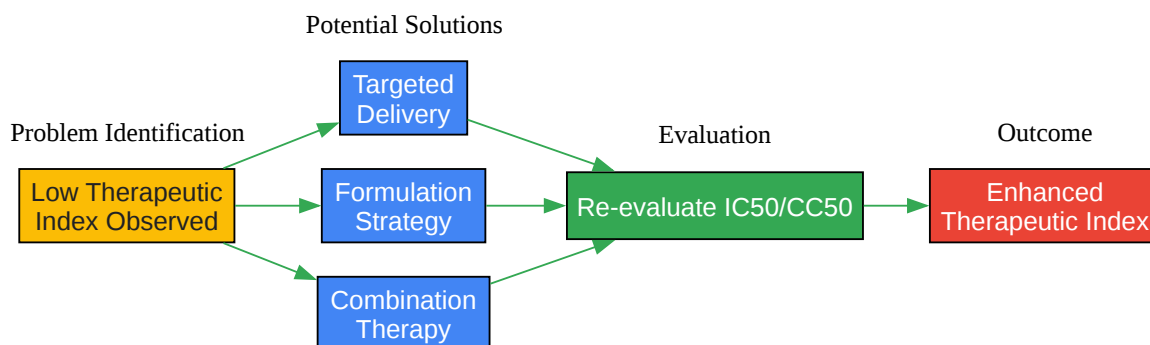 Potential Solutions
Targeted
Delivery
Problem Identification
Low Therapeutic
Index Observed
Formulation
Strategy
Combination
Therapy
Evaluation
Re-evaluate IC50/CC50
Outcome
Enhanced
Therapeutic Index